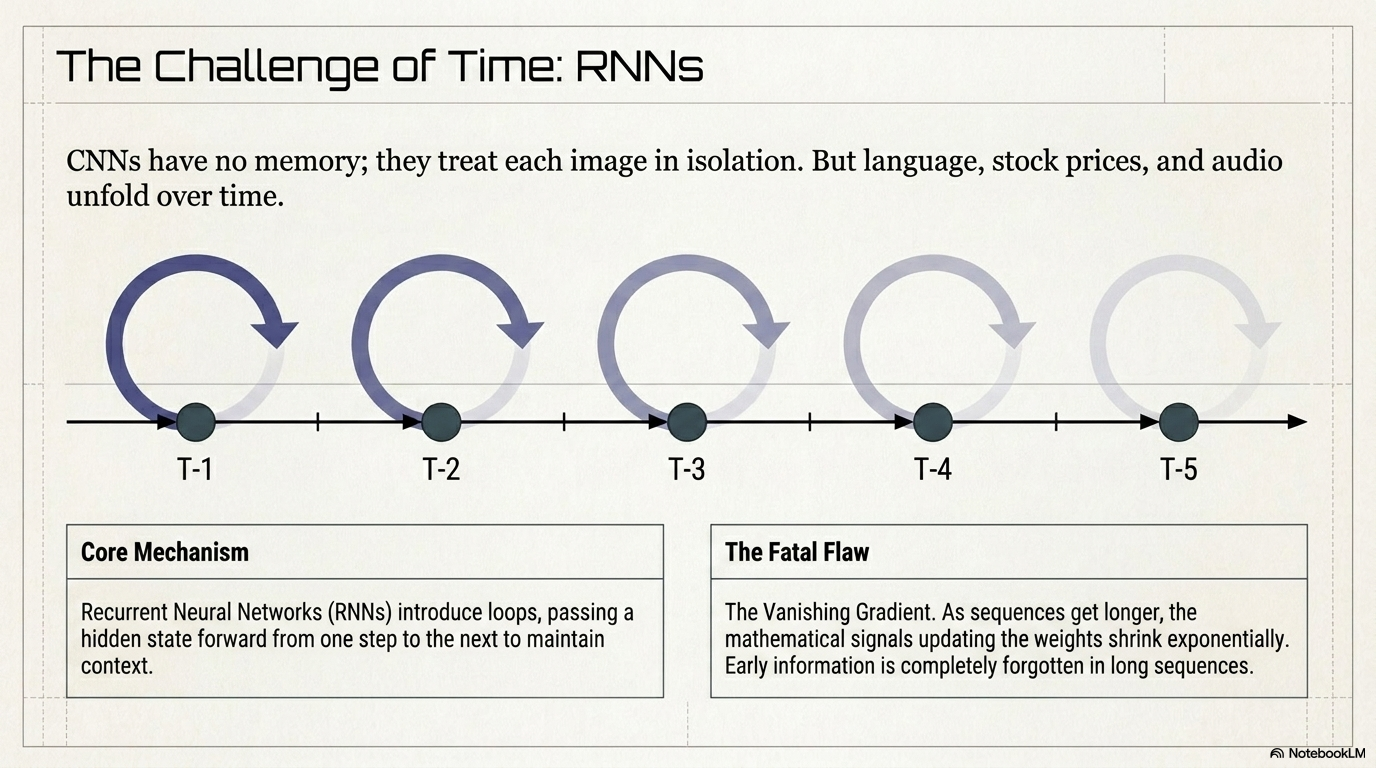 The Challenge of Time: RNNs
CNNs have no memory; they treat each image in isolation. But language, stock prices, and audio
unfold over time.
T-1
T-2
T-3
T-4
T-5
Core Mechanism
Recurrent Neural Networks (RNNs) introduce loops, passing a
hidden state forward from one step to the next to maintain
context.
The Fatal Flaw
The Vanishing Gradient. As sequences get longer, the
mathematical signals updating the weights shrink exponentially.
Early information is completely forgotten in long sequences.
NotebookLM